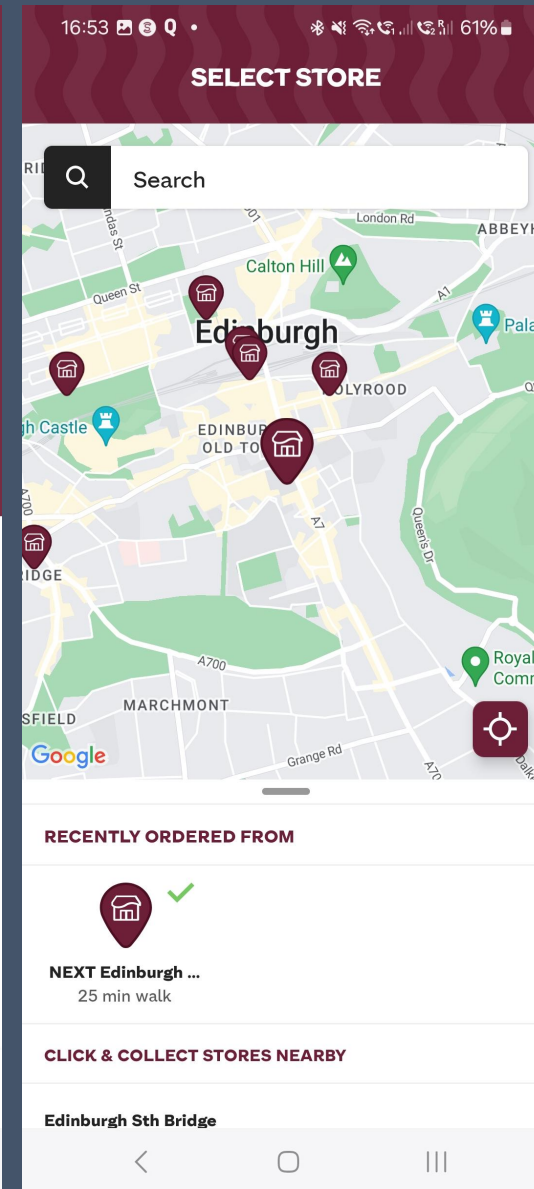 16:53
61%
SELECT STORE
Search
London Rd
ABBEYH
Calton Hill
Queen St
A1
Edinburgh
Pala
HOLYROOD
gh Castle
EDINBUR
OLD TO
A700
A7
Queen's Dr
IDGE
A700
Royal
Comm
MARCHMONT
SFIELD
Google
Grange Rd
RECENTLY ORDERED FROM
NEXT Edinburgh ...
25 min walk
CLICK & COLLECT STORES NEARBY
Edinburgh Sth Bridge